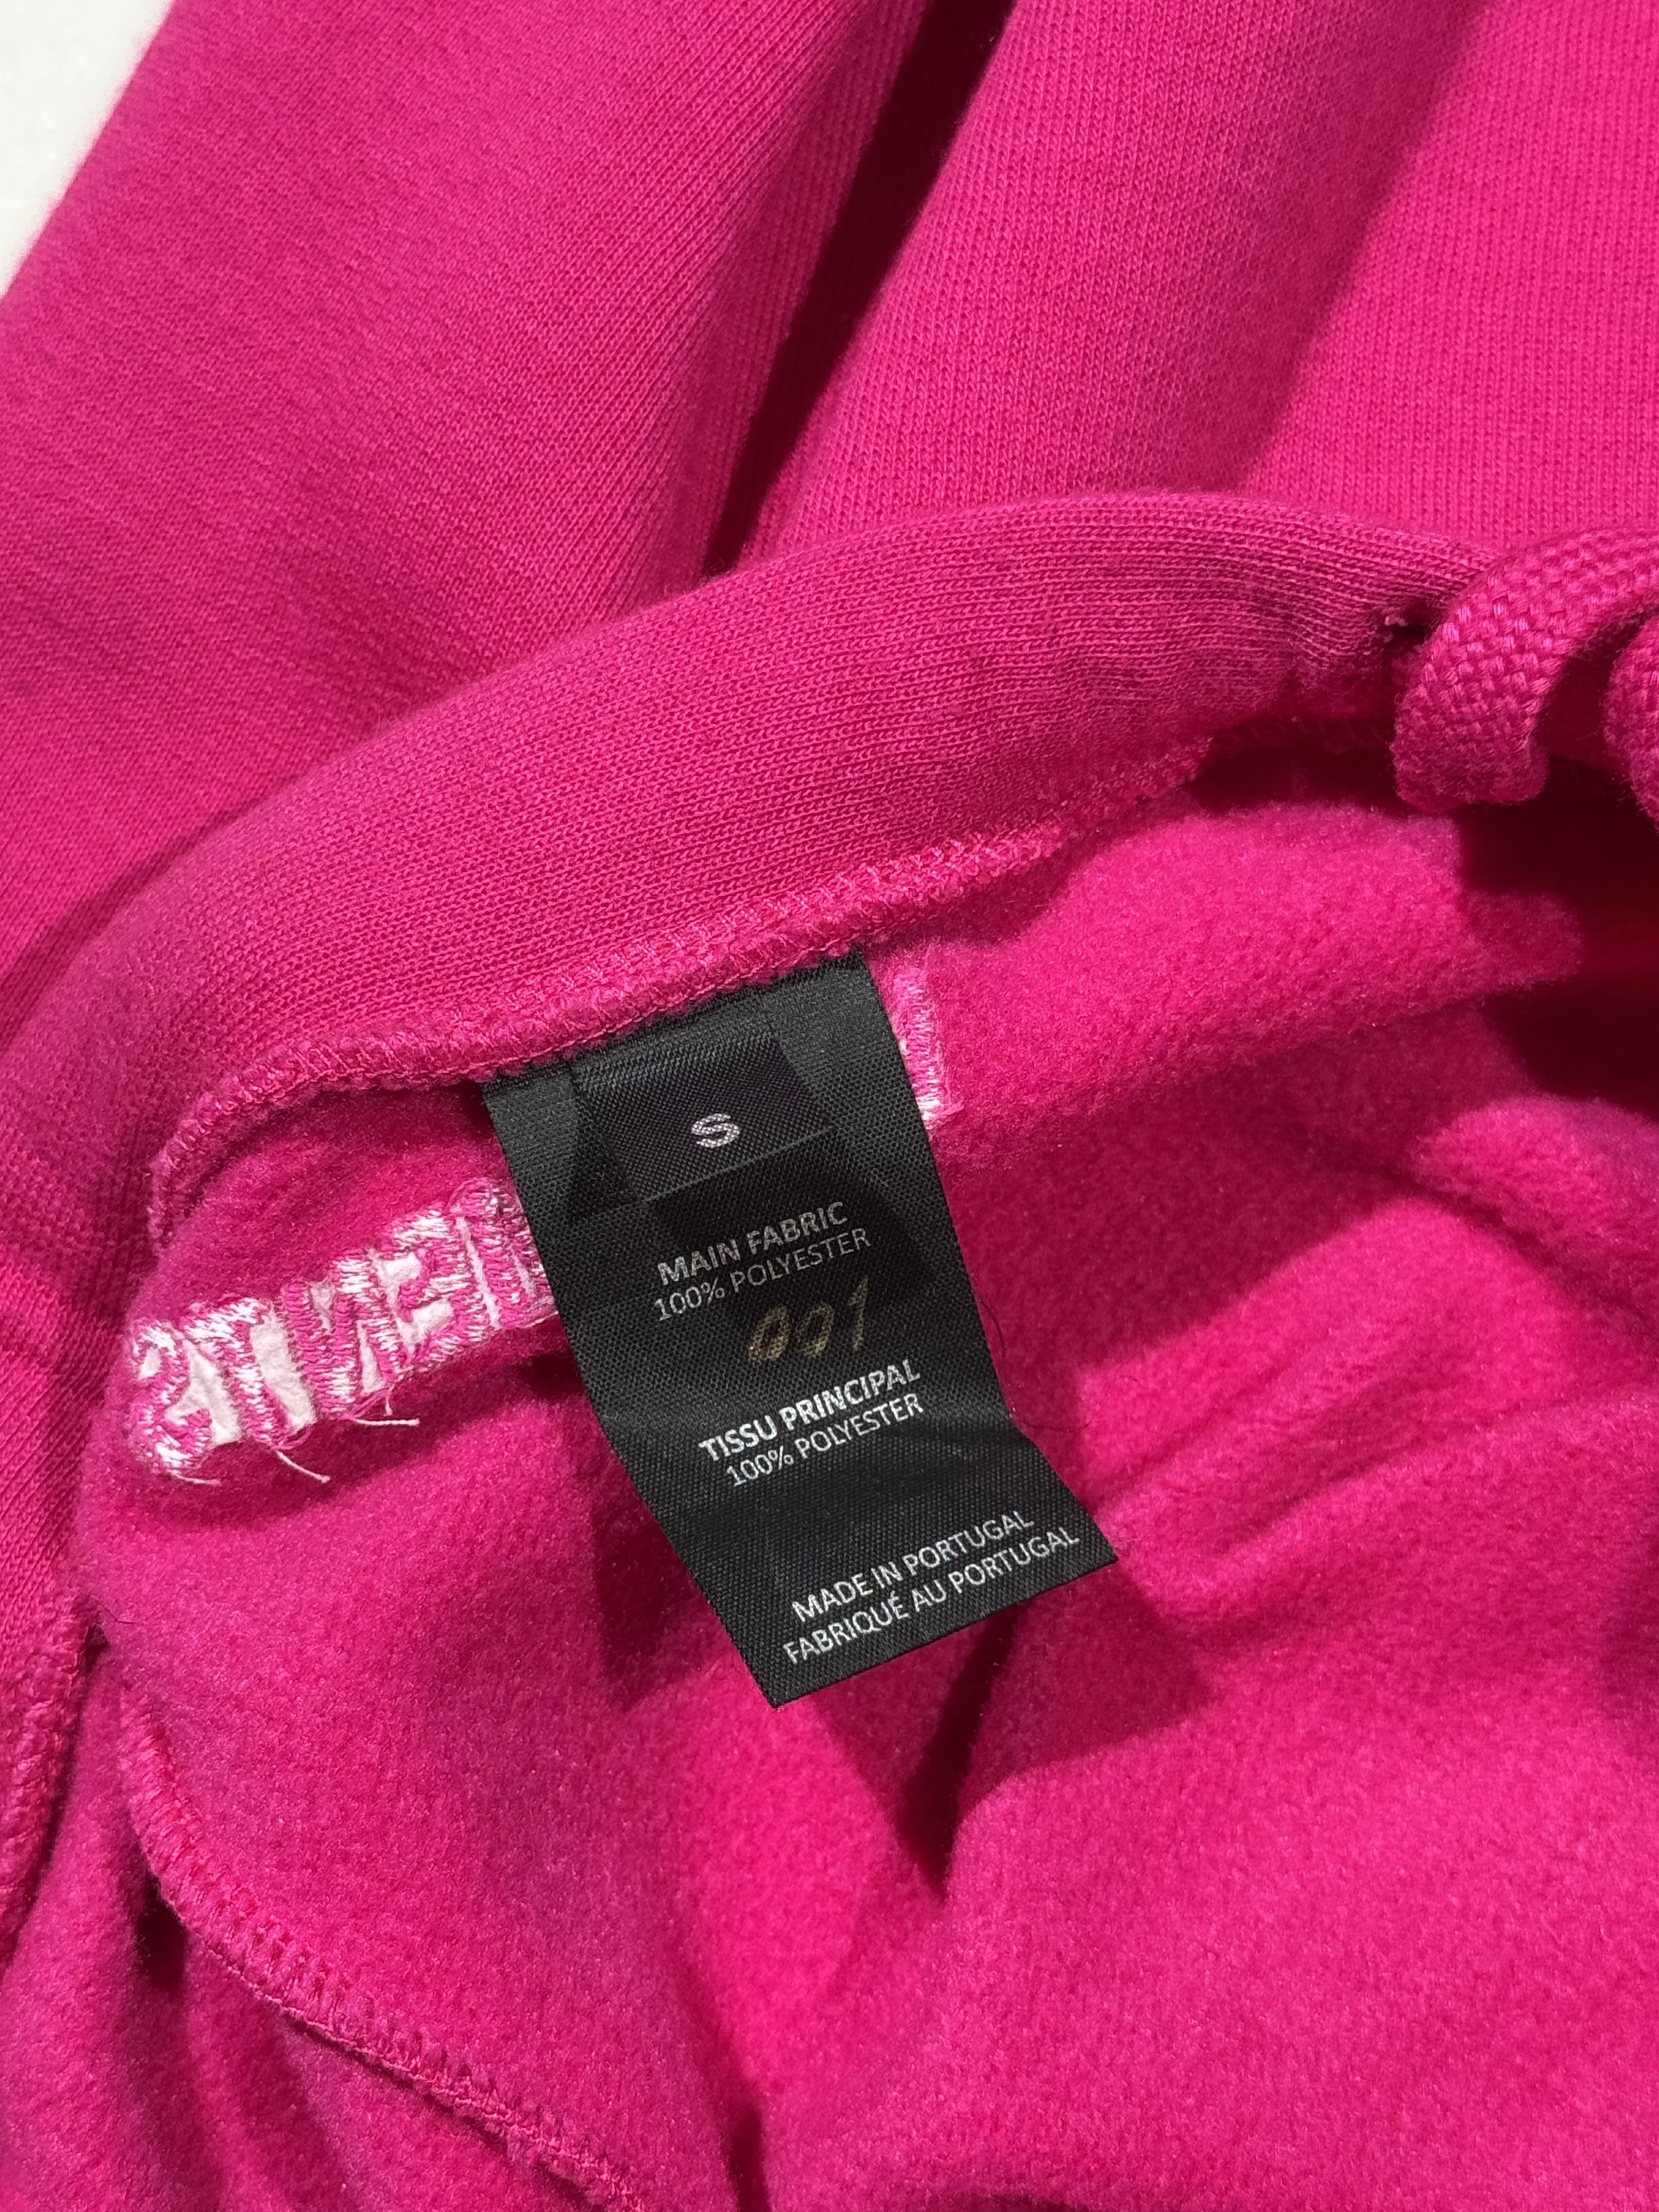 S
MAIN FABRIC
100% POLYESTER
001
TISSU PRINCIPAL
100% POLYESTER
MADE IN PORTUGAL
FABRIQUÉ AU PORTUGAL